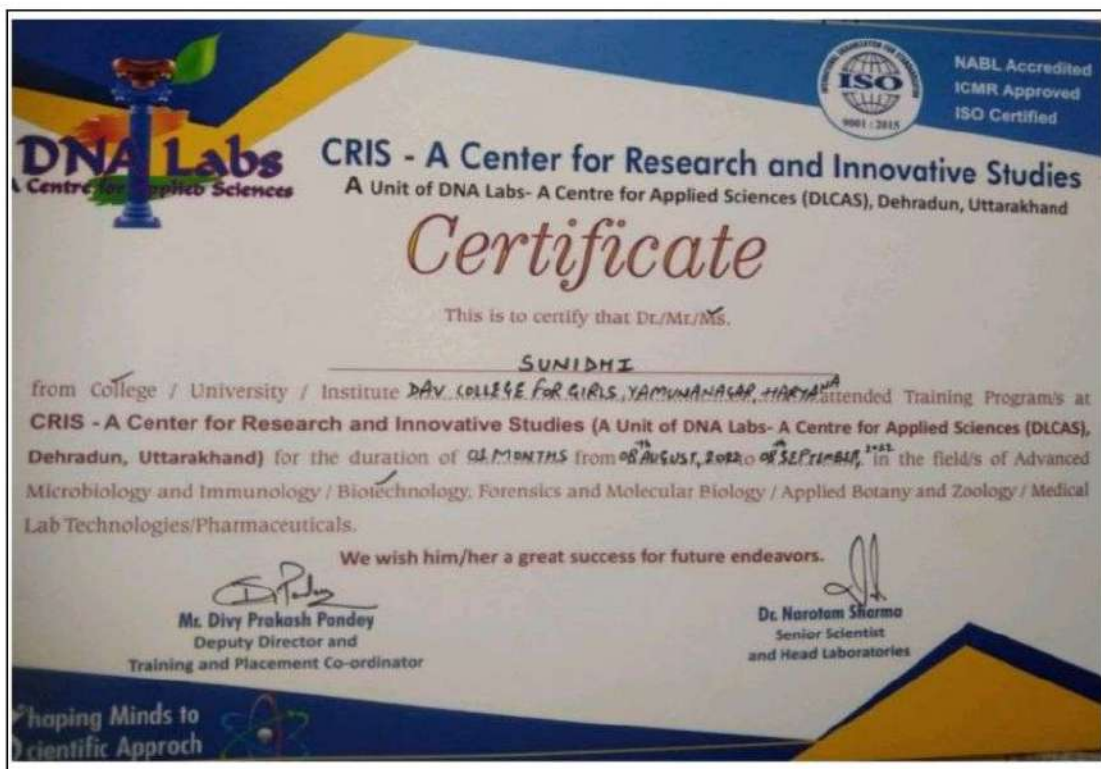 NABL Accredited
ICMR Approved
ISO Certified
ISO
9001 : 2015
DNA Labs
A Centre for Applied Sciences
CRIS - A Center for Research and Innovative Studies
A Unit of DNA Labs- A Centre for Applied Sciences (DLCAS), Dehradun, Uttarakhand
Certificate
This is to certify that Dr./Mr./Ms.
SUNIDHI
from College / University / Institute DAV COLLEGE FOR GIRLS, YAMUNANAGAR, HARYANA attended Training Program/s at
CRIS - A Center for Research and Innovative Studies (A Unit of DNA Labs- A Centre for Applied Sciences (DLCAS),
Dehradun, Uttarakhand) for the duration of MONTHS from 08th AUGUST, 2022 to 08th SEPTEMBER, 2022 in the field/s of Advanced
Microbiology and Immunology / Biotechnology, Forensics and Molecular Biology / Applied Botany and Zoology / Medical
Lab Technologies/Pharmaceuticals.
We wish him/her a great success for future endeavors.
Mr. Divy Prakash Pandey
Deputy Director and
Training and Placement Co-ordinator
Dr. Narotam Sharma
Senior Scientist
and Head Laboratories
haping Minds to
cientific Approch